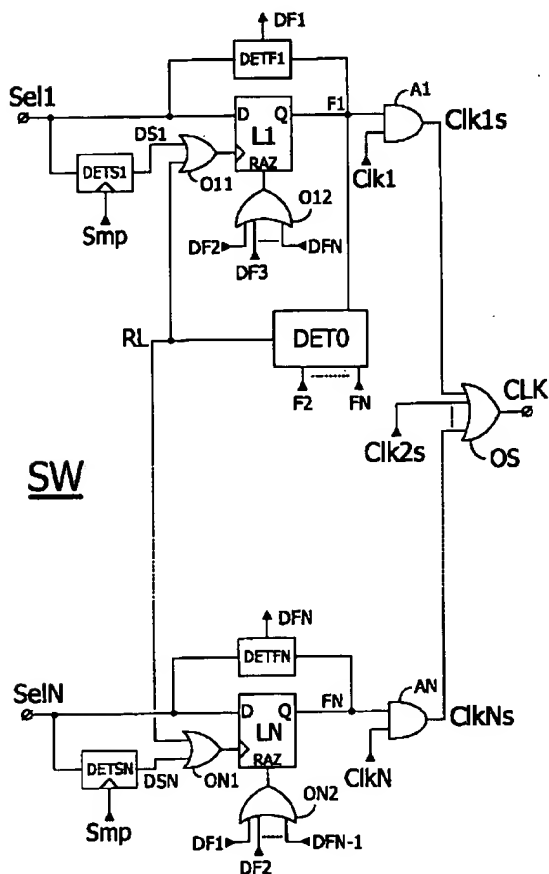 DF1
DETF1
Sel1
F1
A1
D Q
L1
RAZ
DS1
O11
Clk1s
Clk1
DETS1
Smp
O12
DF2
DF3
DFN
RL
DET0
F2 FN
CLK
Clk2s
OS
SW
DFN
DETFN
SelN
FN
AN
D Q
LN
RAZ
ClkNs
ClkN
DETSN
DSN
ON1
Smp
ON2
DF1
DF2
DFN-1